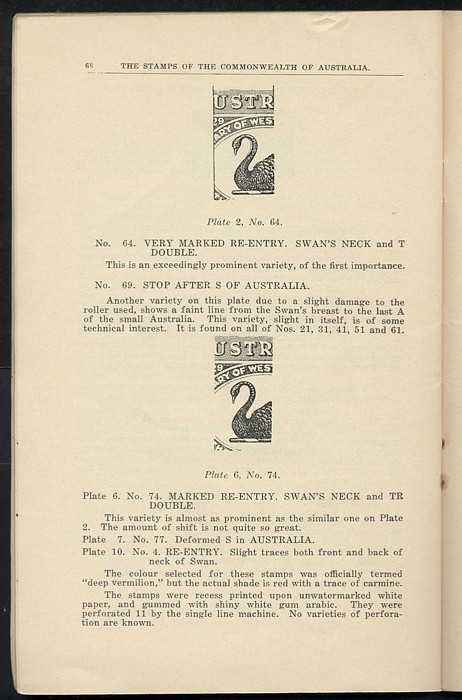 68 THE STAMPS OF THE COMMONWEALTH OF AUSTRALIA.
USTR
29
ARY OF WES
Plate 2, No. 64.
No. 64. VERY MARKED RE-ENTRY. SWAN'S NECK and T
DOUBLE.
This is an exceedingly prominent variety, of the first importance.
No. 69. STOP AFTER S OF AUSTRALIA.
Another variety on this plate due to a slight damage to the
roller used, shows a faint line from the Swan's breast to the last A
of the small Australia. This variety, slight in itself, is of some
technical interest. It is found on all of Nos. 21, 31, 41, 51 and 61.
USTR
9
RY OF WES
Plate 6, No. 74.
Plate 6. No. 74. MARKED RE-ENTRY. SWAN'S NECK and TR
DOUBLE.
This variety is almost as prominent as the similar one on Plate
2. The amount of shift is not quite so great.
Plate 7. No. 77. Deformed S in AUSTRALIA.
Plate 10. No. 4. RE-ENTRY. Slight traces both front and back of
neck of Swan.
The colour selected for these stamps was officially termed
"deep vermilion," but the actual shade is red with a trace of carmine.
The stamps were recess printed upon unwatermarked white
paper, and gummed with shiny white gum arabic. They were
perforated 11 by the single line machine. No varieties of perfora-
tion are known.